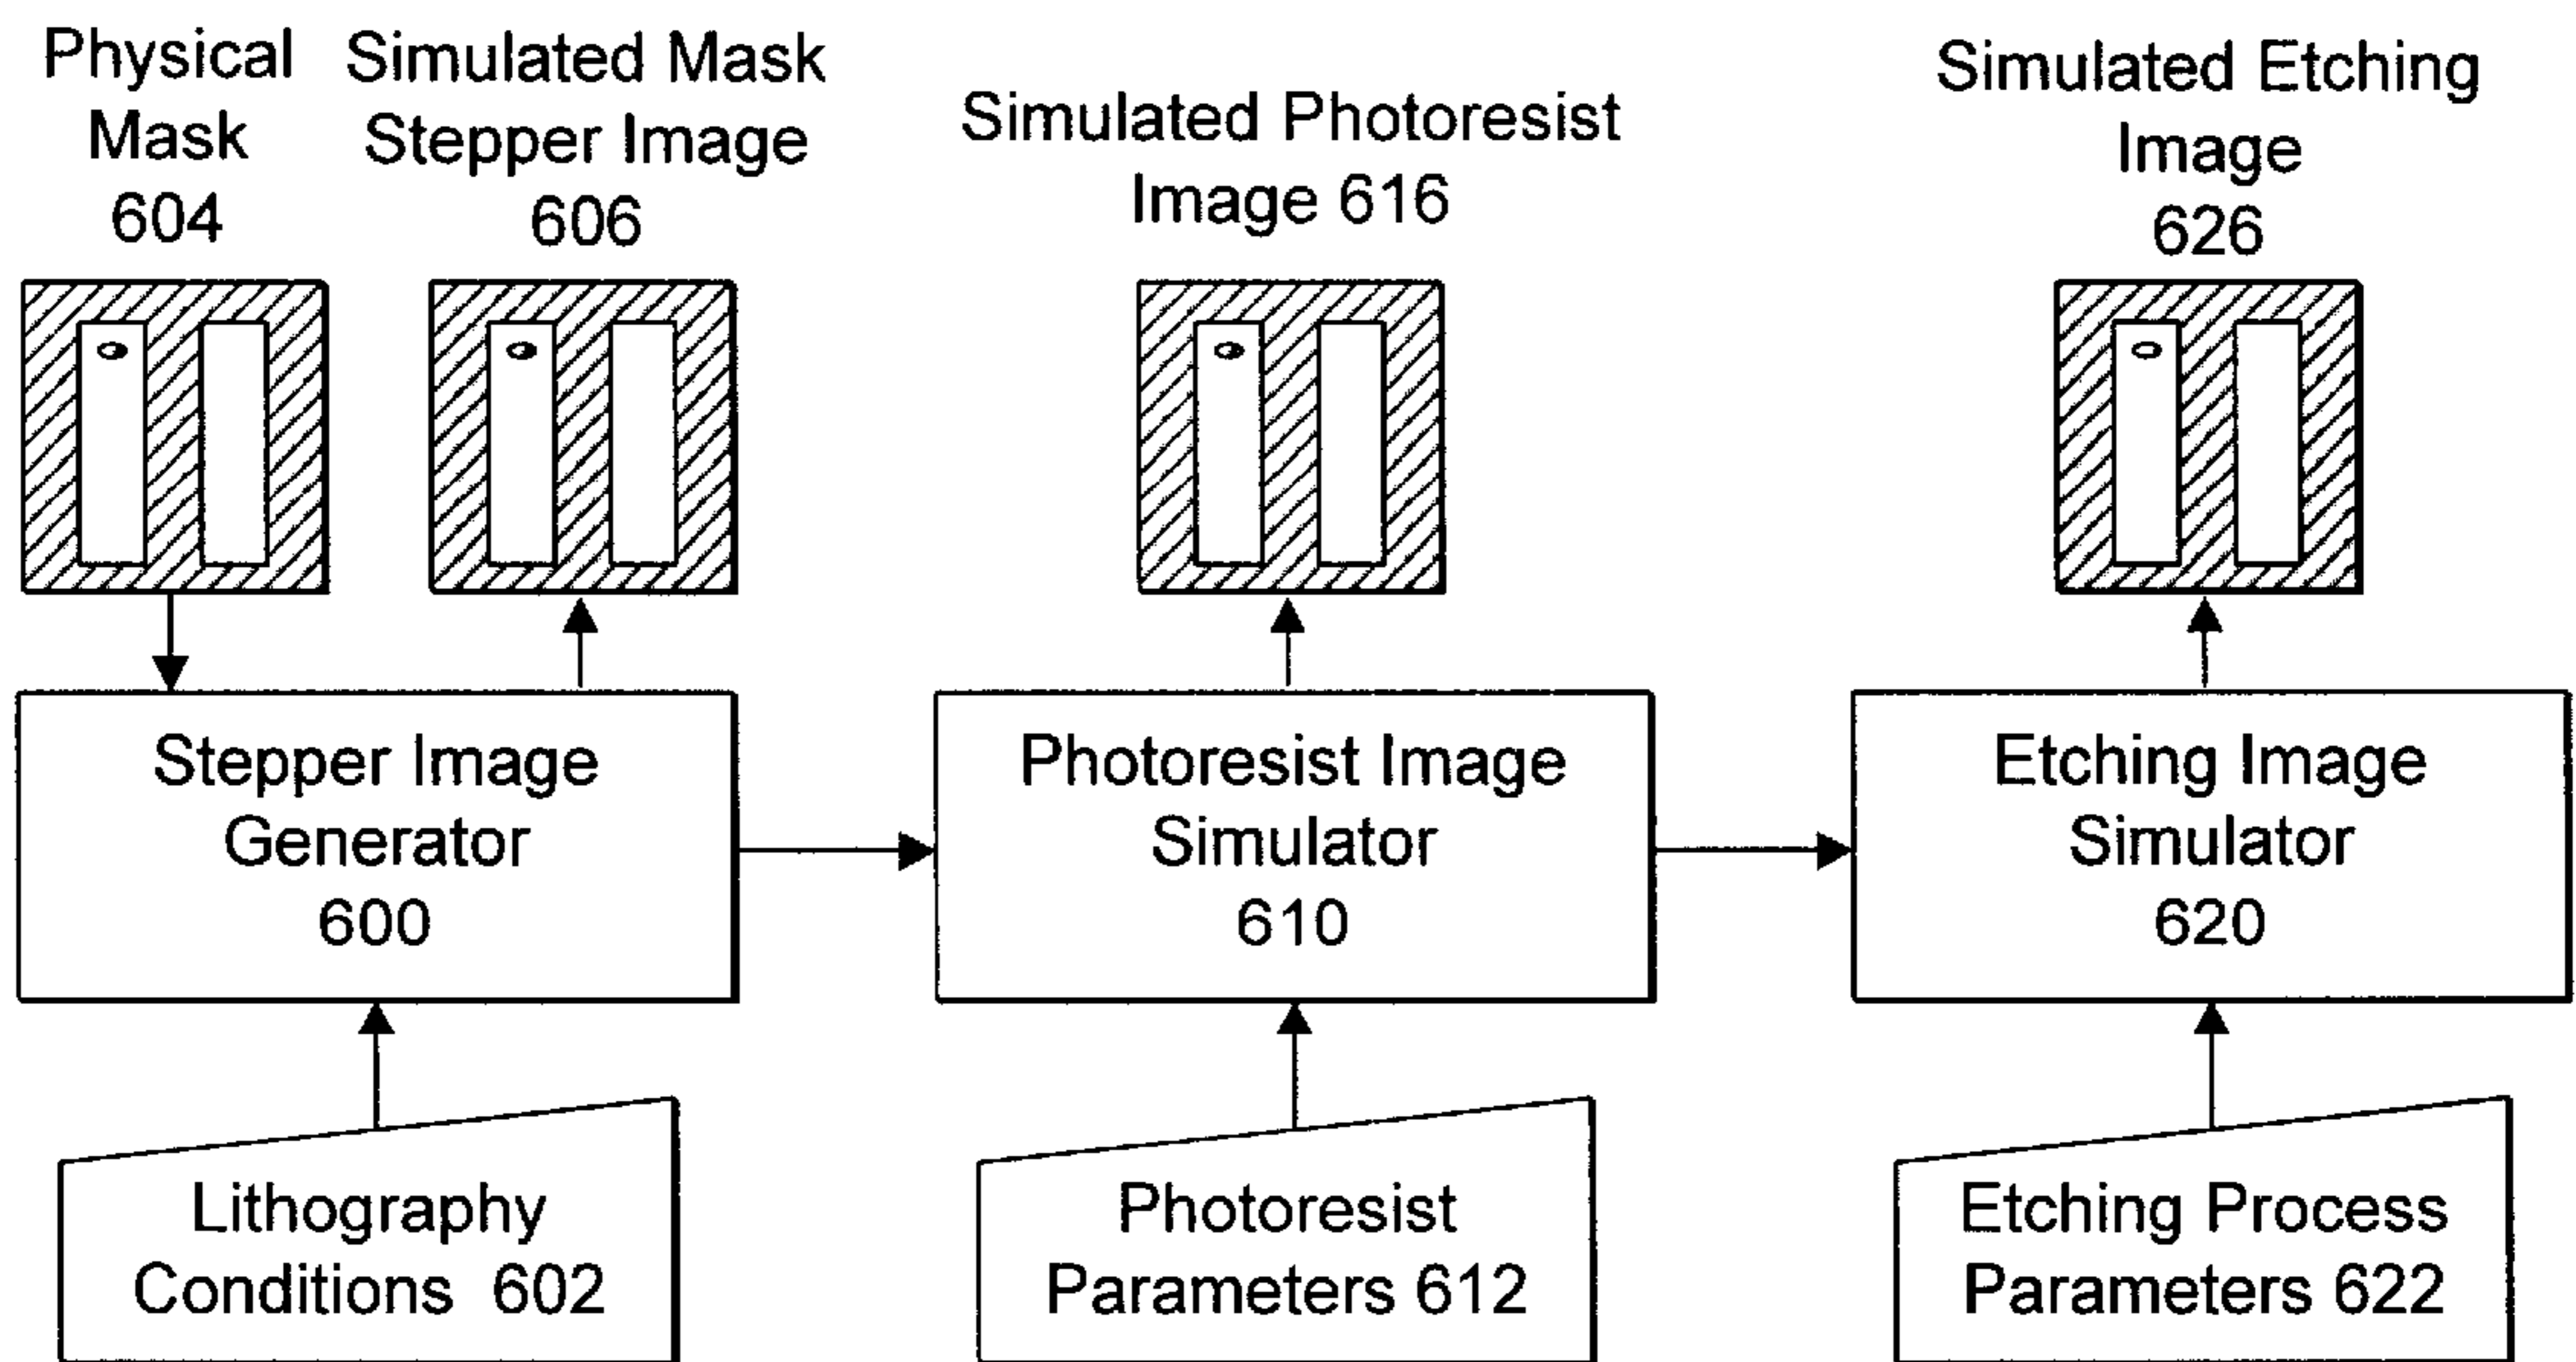 Physical
Mask
604
Simulated Mask
Stepper Image
606
Simulated Photoresist
Image 616
Simulated Etching
Image
626
Stepper Image
Generator
600
Photoresist Image
Simulator
610
Etching Image
Simulator
620
Lithography
Conditions 602
Photoresist
Parameters 612
Etching Process
Parameters 622